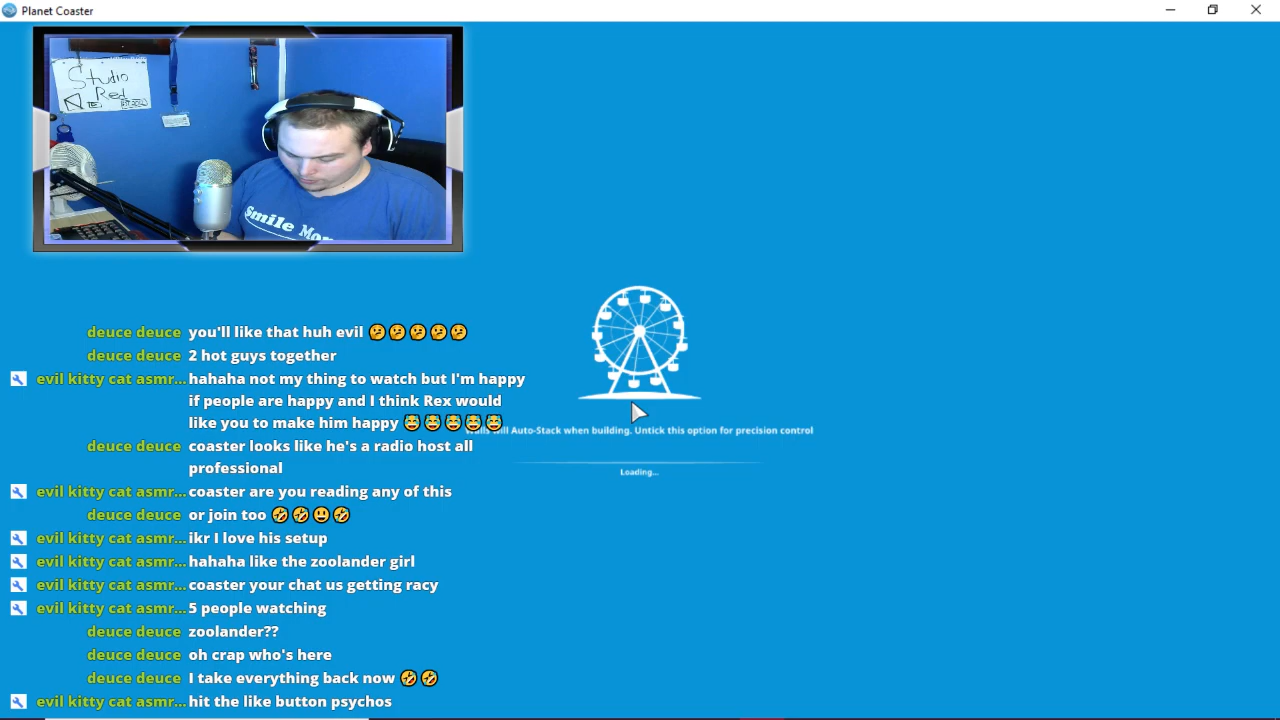 Planet Coaster
Studio
Red
Smile Mor
you'll like that huh evil 🤔🤔🤔🤔🤔
deuce deuce
deuce deuce 2 hot guys together
evil kitty cat asmr... hahaha not my thing to watch but I'm happy
if people are happy and I think Rex would
like you to make him happy 😅😅😅😅😅
will Auto-Stack when building. Untick this option for precision control
deuce deuce coaster looks like he's a radio host all
professional
Loading...
evil kitty cat asmr... coaster are you reading any of this
deuce deuce or join too 🤣🤣😃🤣
evil kitty cat asmr... ikr I love his setup
evil kitty cat asmr... hahaha like the zoolander girl
evil kitty cat asmr... coaster your chat us getting racy
evil kitty cat asmr... 5 people watching
deuce deuce zoolander??
deuce deuce oh crap who's here
deuce deuce I take everything back now 🤣🤣
evil kitty cat asmr... hit the like button psychos